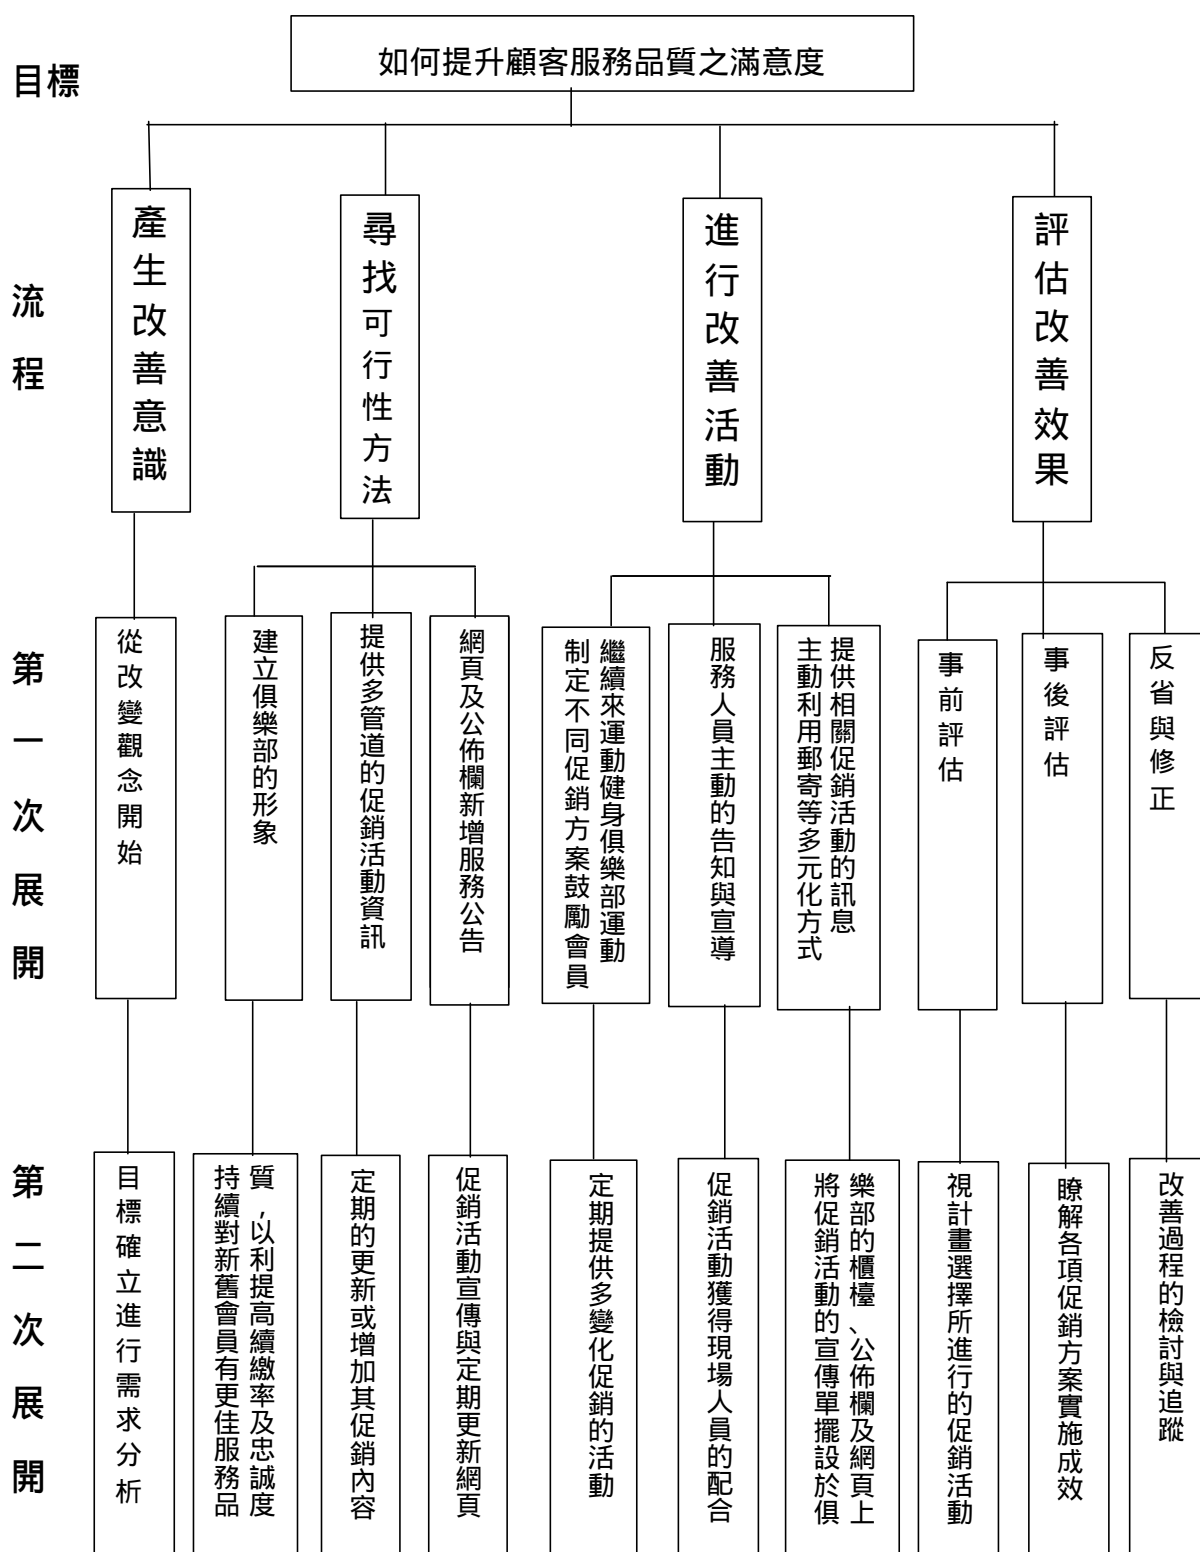 目標
如何提升顧客服務品質之滿意度
流程
產生改善意識
尋找可行性方法
進行改善活動
評估改善效果
第一次展開
從改變觀念開始
建立俱樂部的形象
提供多管道的促銷活動資訊
網頁及公佈欄新增服務公告
制定不同促銷方案鼓勵會員
繼續來運動健身俱樂部運動
服務人員主動的告知與宣導
主動利用郵寄等多元化方式
提供相關促銷活動的訊息
事前評估
事後評估
反省與修正
第二次展開
目標確立進行需求分析
持續對新舊會員有更佳服務品
質，以利提高續繳率及忠誠度
定期的更新或增加其促銷內容
促銷活動宣傳與定期更新網頁
定期提供多變化促銷的活動
促銷活動獲得現場人員的配合
將促銷活動的宣傳單擺設於俱
樂部的櫃檯、公佈欄及網頁上
視計畫選擇所進行的促銷活動
瞭解各項促銷方案實施成效
改善過程的檢討與追蹤